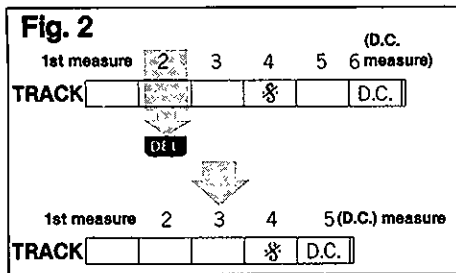 Fig. 2
(D.C.
1st measure 2 3 4 5 6 measure)
TRACK 𝄋 D.C.
DEL
1st measure 2 3 4 5 (D.C.) measure
TRACK 𝄋 D.C.